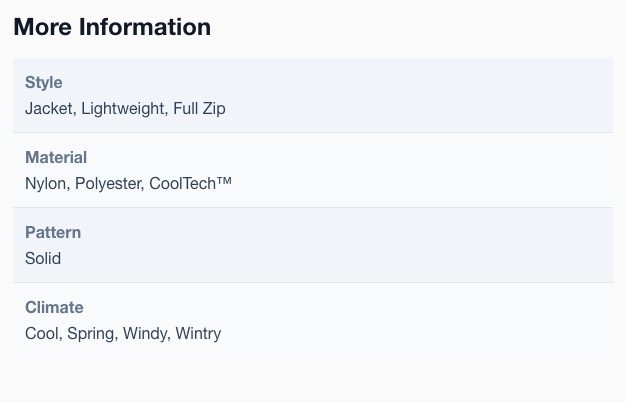 More Information
Style
Jacket, Lightweight, Full Zip
Material
Nylon, Polyester, CoolTech™
Pattern
Solid
Climate
Cool, Spring, Windy, Wintry